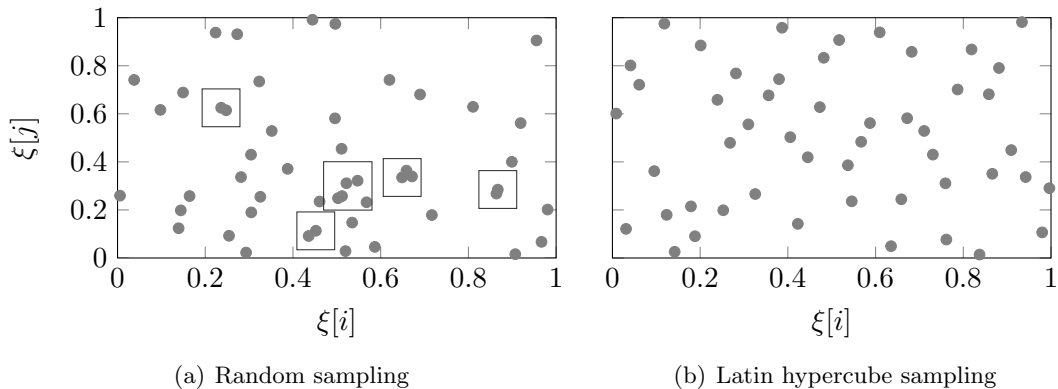 1
0.8
0.6
0.4
0.2
0
ξ[j]
0 0.2 0.4 0.6 0.8 1
ξ[i]
(a) Random sampling
0 0.2 0.4 0.6 0.8 1
ξ[i]
(b) Latin hypercube sampling